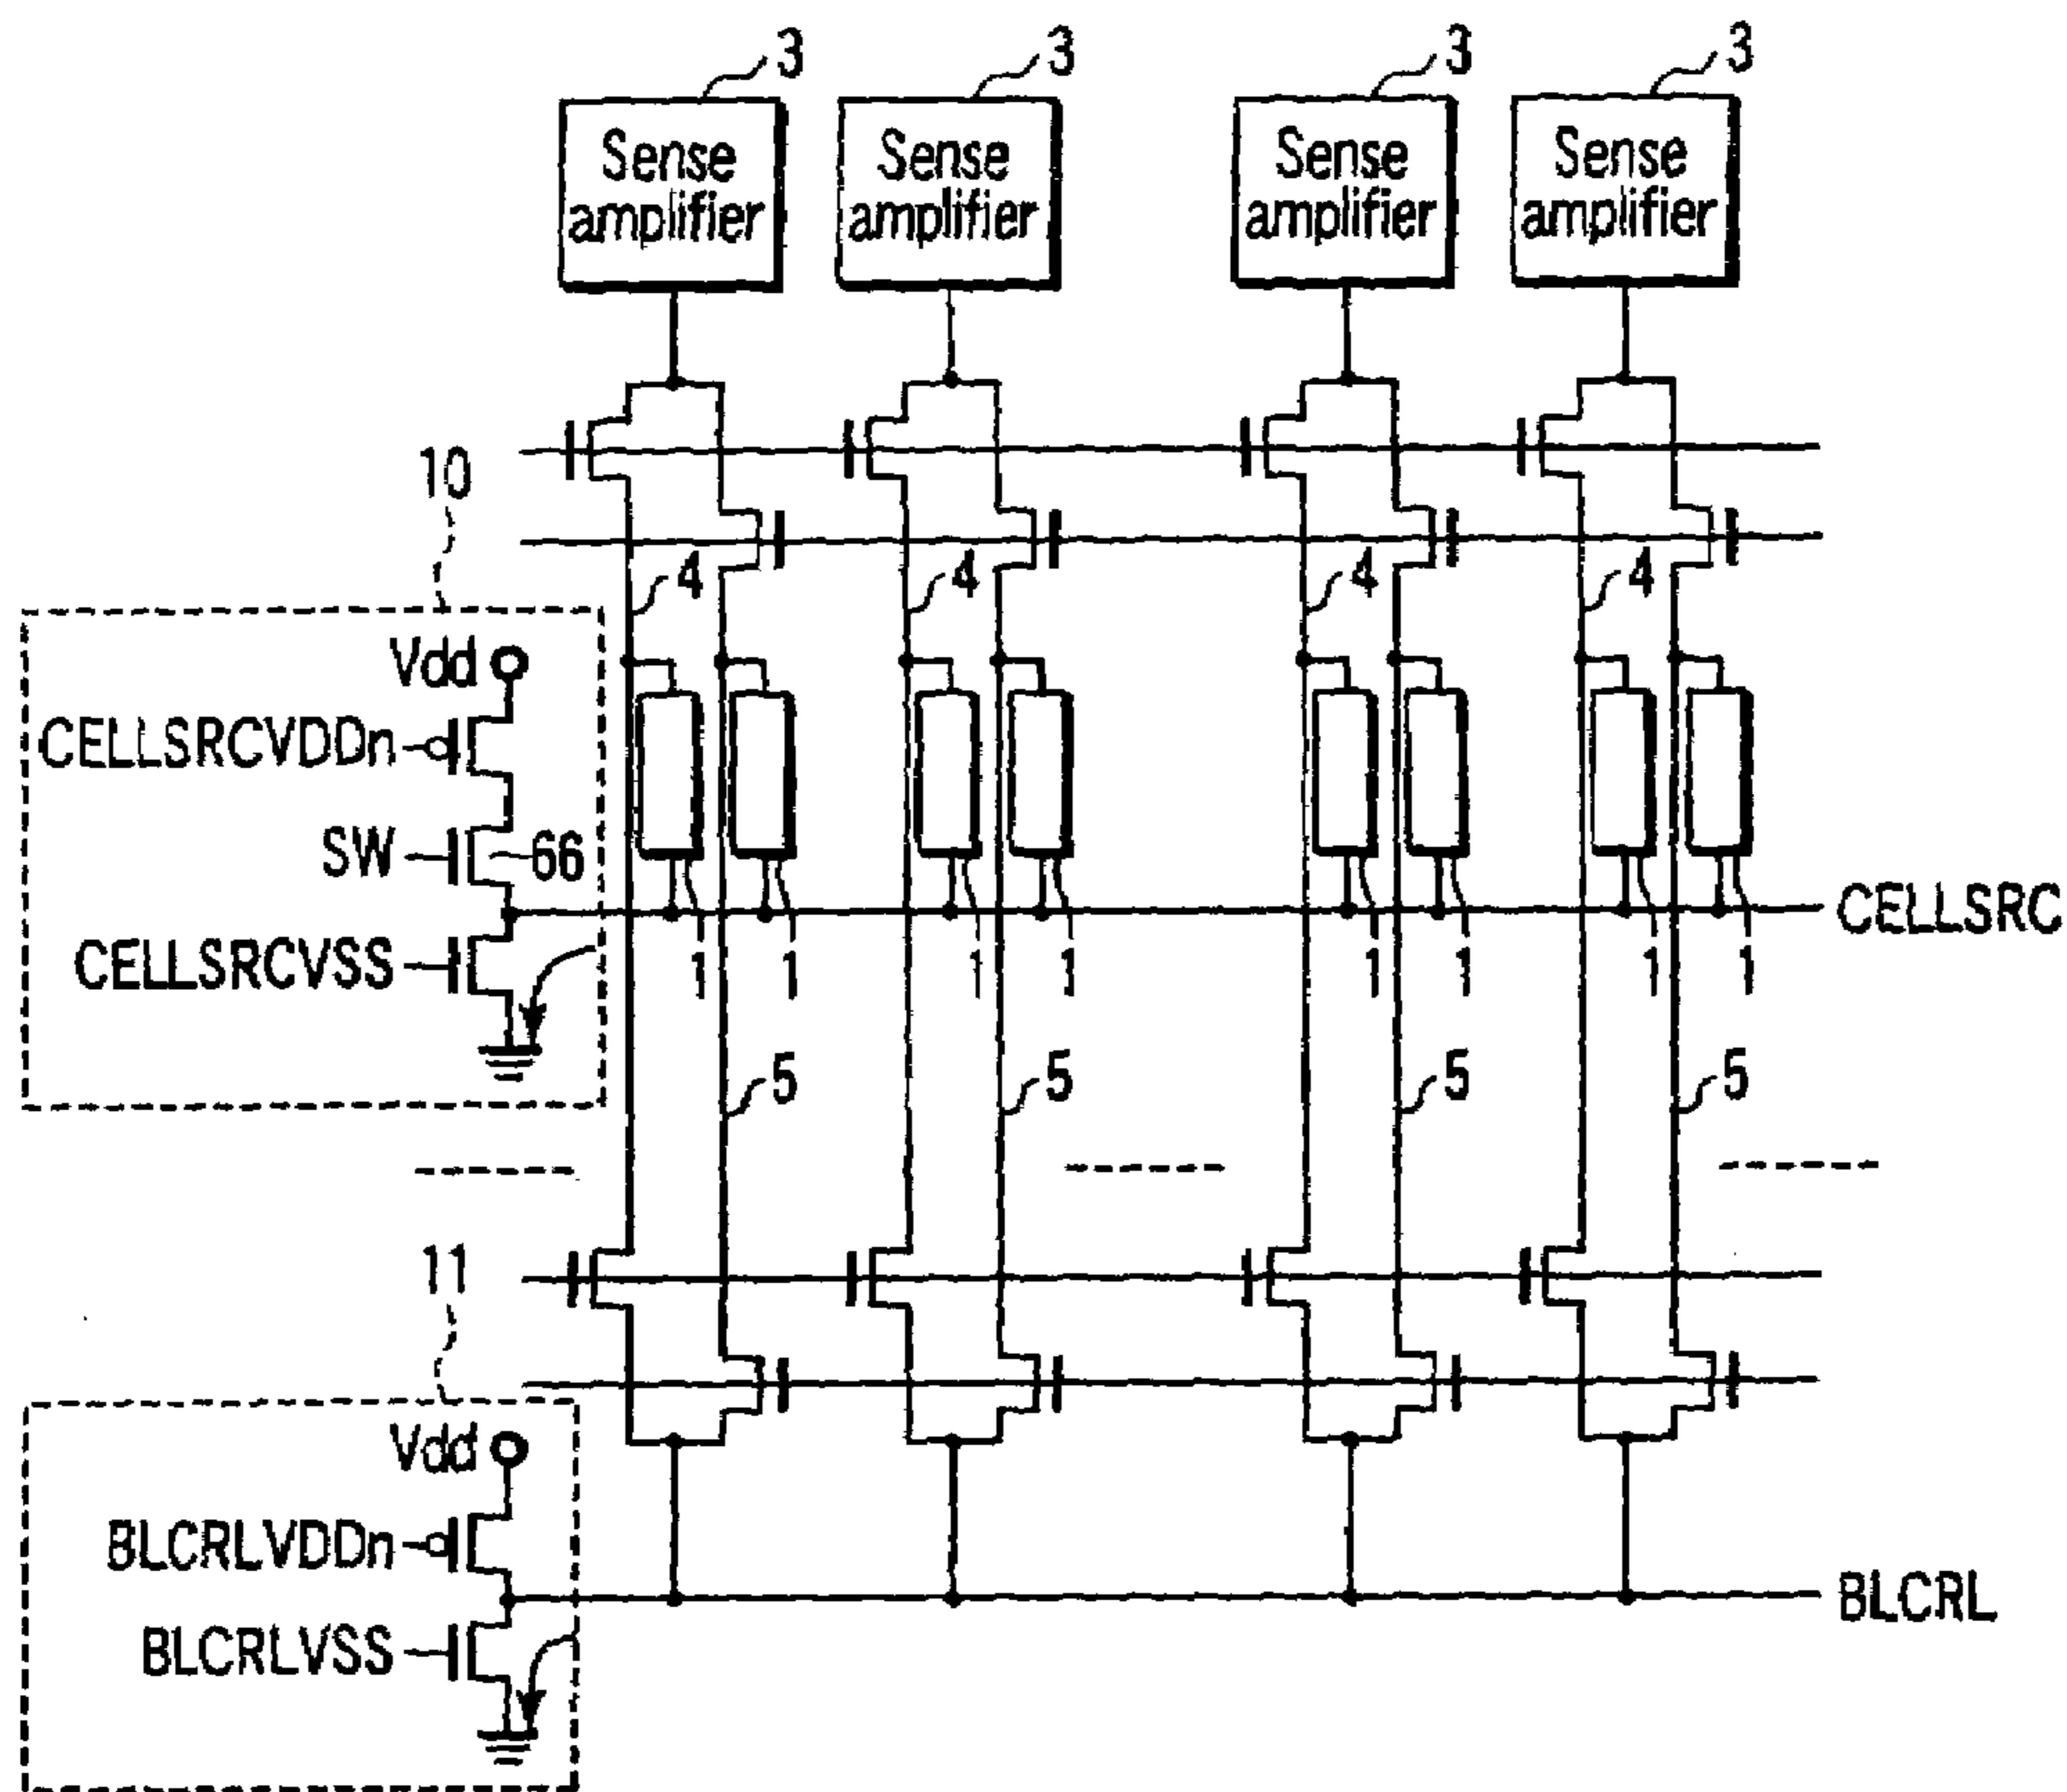 3 3 3 3
Sense amplifier Sense amplifier Sense amplifier Sense amplifier
10
4 4 4 4
Vdd
CELLSRCVDDn
SW 66
CELLSRC
CELLSRCVSS
1 1 1 1 1 1 1 1
5 5 5 5
11
Vdd
BLCRLVDDn
BLCRL
BLCRLVSS